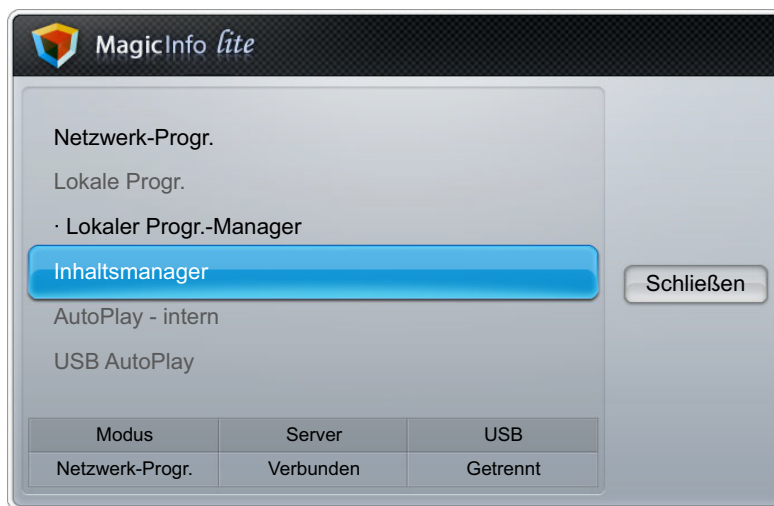 MagicInfo lite
Netzwerk-Progr.
Lokale Progr.
· Lokaler Progr.-Manager
Inhaltsmanager
AutoPlay - intern
USB AutoPlay
Schließen
Modus Server USB
Netzwerk-Progr. Verbunden Getrennt